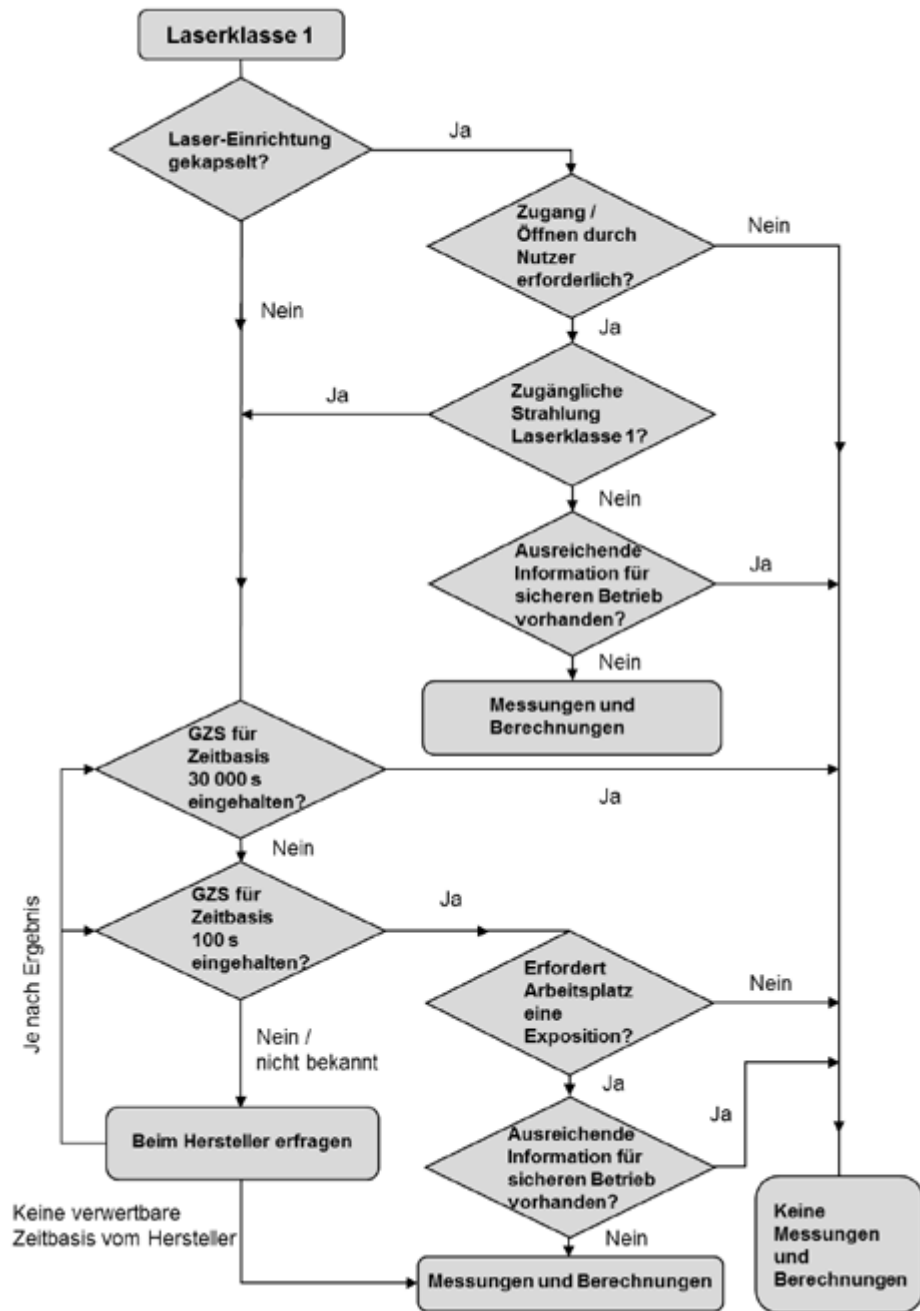 Laserklasse 1
Laser-Einrichtung
gekapselt?
Ja
Zugang /
Öffnen durch
Nutzer
erforderlich?
Nein
Nein
Ja
Ja
Zugängliche
Strahlung
Laserklasse 1?
Nein
Ausreichende
Information für
sicheren Betrieb
vorhanden?
Ja
Nein
Messungen und
Berechnungen
GZS für
Zeitbasis
30 000 s
eingehalten?
Ja
Nein
GZS für
Zeitbasis
100 s
eingehalten?
Ja
Je nach Ergebnis
Erfordert
Arbeitsplatz
eine
Exposition?
Nein
Nein /
nicht bekannt
Ja
Ja
Beim Hersteller erfragen
Ausreichende
Information für
sicheren Betrieb
vorhanden?
Keine verwertbare
Zeitbasis vom Hersteller
Nein
Messungen und Berechnungen
Keine
Messungen
und
Berechnungen